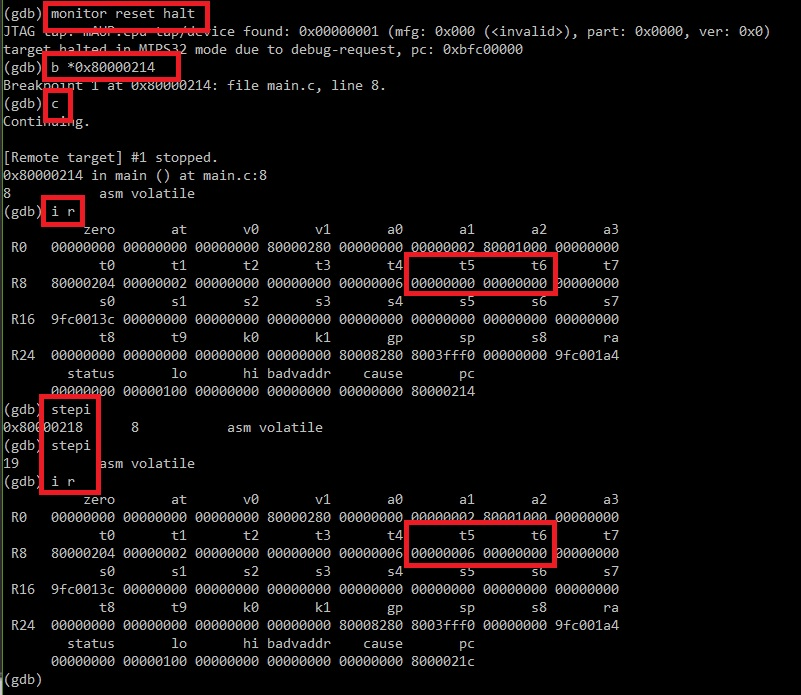 (gdb) monitor reset halt
JTAG tap: MAUP.cpu tap/device found: 0x00000001 (mfg: 0x000 (<invalid>), part: 0x0000, ver: 0x0)
target halted in MIPS32 mode due to debug-request, pc: 0xbfc00000
(gdb) b *0x80000214
Breakpoint 1 at 0x80000214: file main.c, line 8.
(gdb) c
Continuing.
[Remote target] #1 stopped.
0x80000214 in main () at main.c:8
8 asm volatile
(gdb) i r
zero at v0 v1 a0 a1 a2 a3
R0 00000000 00000000 00000000 80000280 00000000 00000002 80001000 00000000
t0 t1 t2 t3 t4 t5 t6 t7
R8 80000204 00000002 00000000 00000000 00000006 00000000 00000000 00000000
s0 s1 s2 s3 s4 s5 s6 s7
R16 9fc0013c 00000000 00000000 00000000 00000000 00000000 00000000 00000000
t8 t9 k0 k1 gp sp s8 ra
R24 00000000 00000000 00000000 00000000 80008280 8003fff0 00000000 9fc001a4
status lo hi badvaddr cause pc
00000000 00000100 00000000 00000000 00000000 80000214
(gdb) stepi
0x80000218 8 asm volatile
(gdb) stepi
19 asm volatile
(gdb) i r
zero at v0 v1 a0 a1 a2 a3
R0 00000000 00000000 00000000 80000280 00000000 00000002 80001000 00000000
t0 t1 t2 t3 t4 t5 t6 t7
R8 80000204 00000002 00000000 00000000 00000006 00000006 00000000 00000000
s0 s1 s2 s3 s4 s5 s6 s7
R16 9fc0013c 00000000 00000000 00000000 00000000 00000000 00000000 00000000
t8 t9 k0 k1 gp sp s8 ra
R24 00000000 00000000 00000000 00000000 80008280 8003fff0 00000000 9fc001a4
status lo hi badvaddr cause pc
00000000 00000100 00000000 00000000 00000000 8000021c
(gdb)